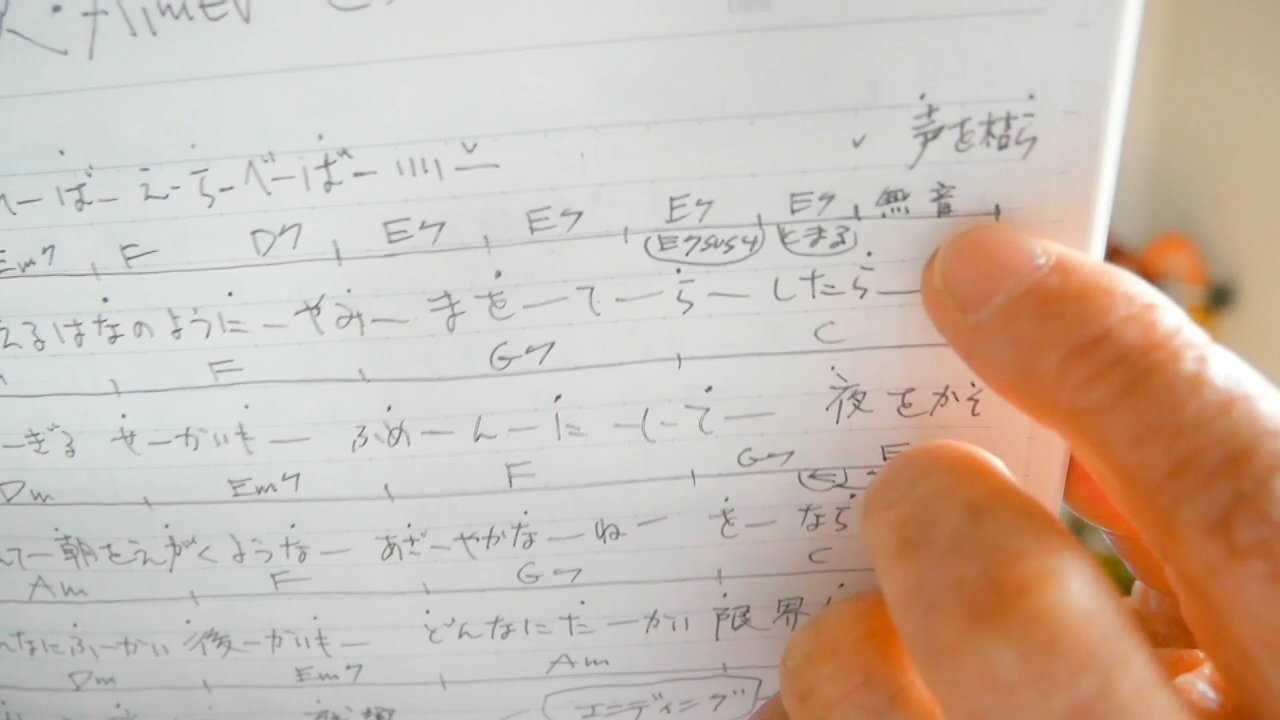 声を枯ら
ーばーえーらーべーばー
Em7 F D7 E7 E7 E7 E7 無音
(E7sus4) (とまる)
えるはなのようにーやみー まをーてーらーしたらー
F G7 C
ーぎる せーかいもー ふめーんーにーしーてー 夜をかぞ
Dm Em7 F G7 E
てー朝をえがくようなー あざーやかなーねー をーなら
Am F G7 C
んなにふーかい 後ーかいもー どんなにたーかい 限界
Dm Em7 Am
エンディング